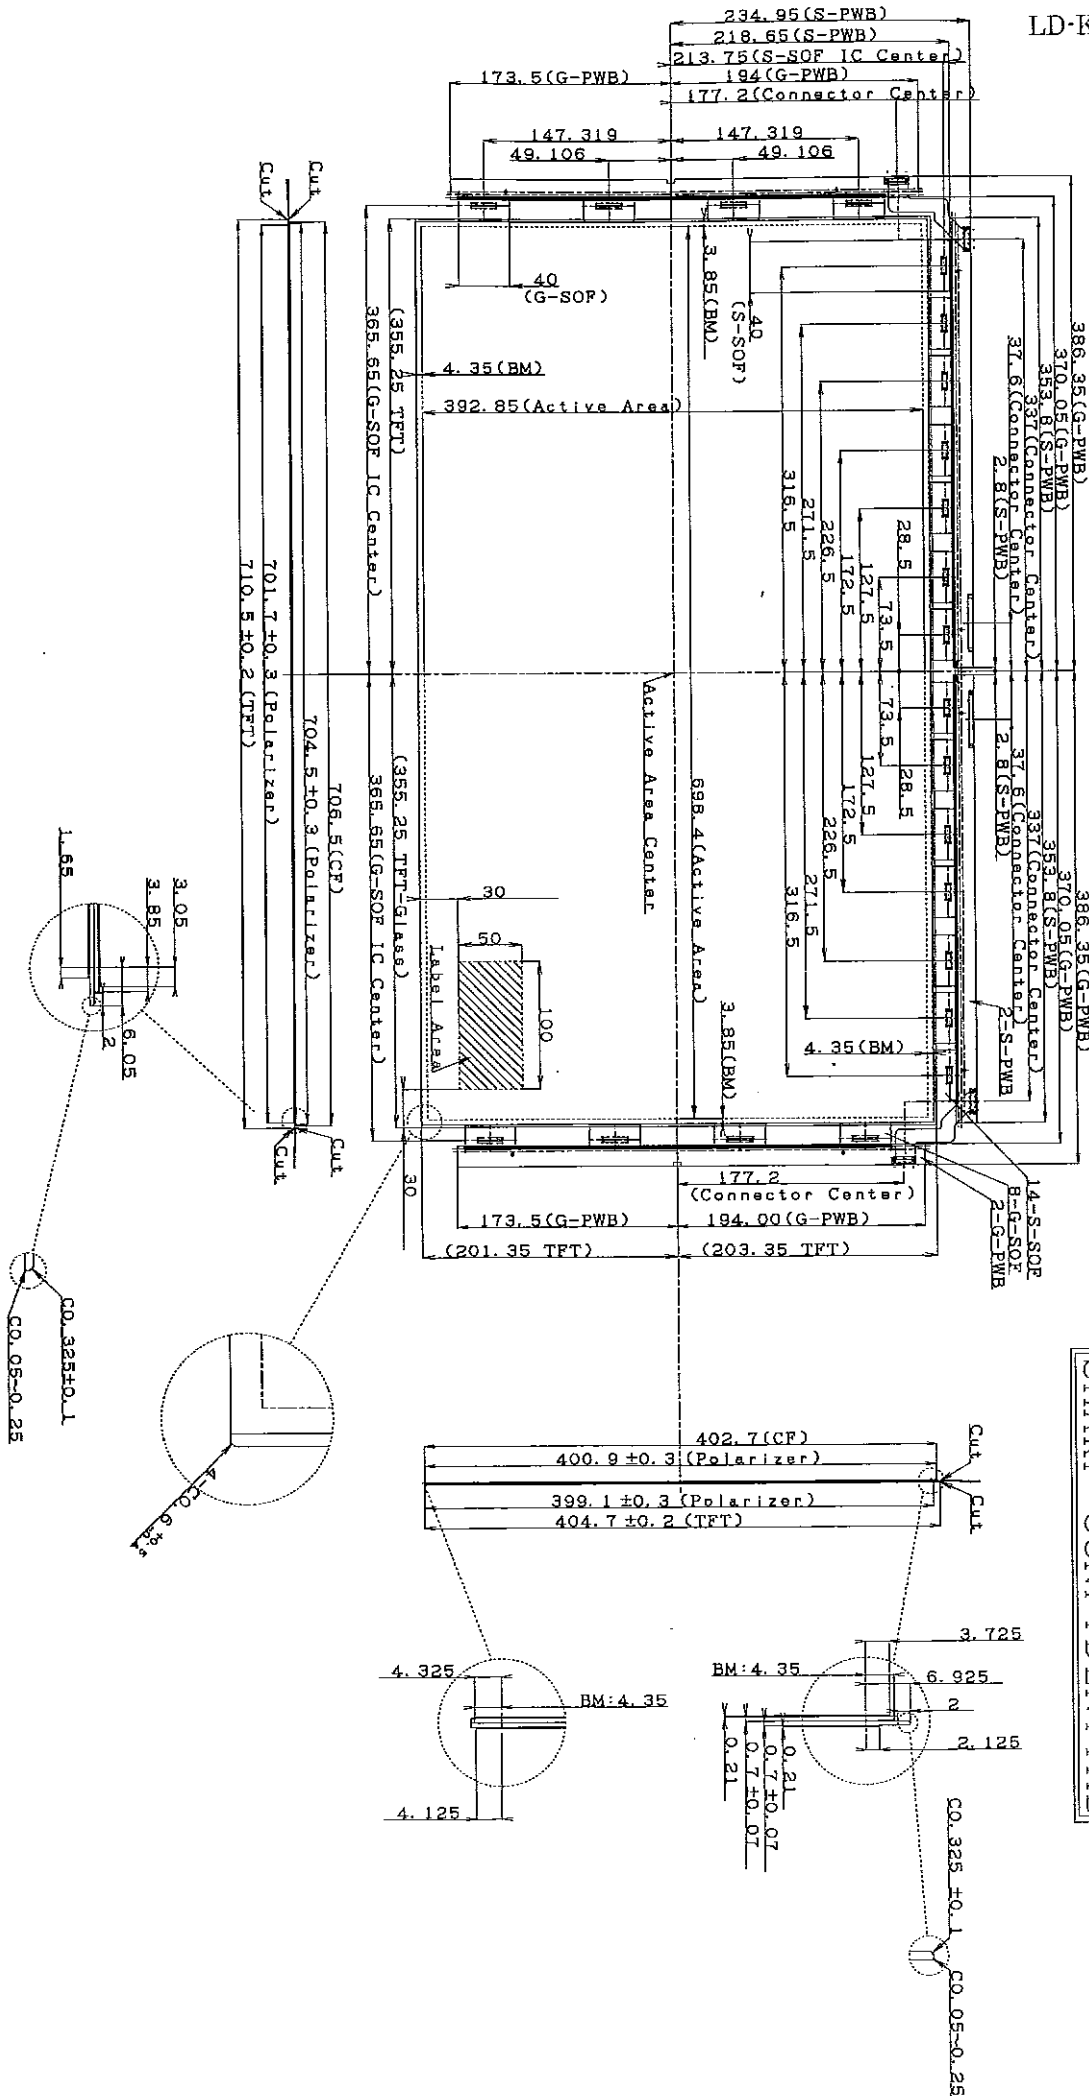 LD-K
234.95(S-PWB)
218.65(S-PWB)
213.75(S-SOF IC Center)
173.5(G-PWB)
194(G-PWB)
177.2(Connector Center)
147.319
147.319
49.106
49.106
Cut
Cut
40
(G-SOF)
3.85(BM)
40
(S-SOF)
4.35(BM)
392.85(Active Area)
(355.25 TFT)
365.65(G-SOF IC Center)
386.35(G-PWB)
370.05(G-PWB)
353.8(S-PWB)
337(Connector Center)
37.6(Connector Center)
2.8(S-PWB)
316.5
271.5
226.5
172.5
127.5
73.5
28.5
Active Area Center
698.4(Active Area)
73.5
28.5
127.5
172.5
226.5
271.5
316.5
2.8(S-PWB)
37.6(Connector Center)
337(Connector Center)
353.8(S-PWB)
370.05(G-PWB)
386.35(G-PWB)
2-S-PWB
701.7 ±0.3 (Polarizer)
710.5 ±0.2 (TFT)
704.5 ±0.3 (Polarizer)
706.5(CF)
(355.25 TFT-Glass)
365.65(G-SOF IC Center)
30
50
100
Label Area
3.85(BM)
4.35(BM)
30
Cut
Cut
1.65
3.85
3.05
2
6.05
C0.325±0.1
C0.05~0.25
177.2
(Connector Center)
173.5(G-PWB)
194.00(G-PWB)
(201.35 TFT)
(203.35 TFT)
14-S-SOF
8-G-SOF
2-G-PWB
402.7(CF)
400.9 ±0.3 (Polarizer)
399.1 ±0.3 (Polarizer)
404.7 ±0.2 (TFT)
Cut
Cut
4.325
BM:4.35
4.125
3.725
BM:4.35
6.925
2
2.125
0.21
0.7 ±0.07
0.7 ±0.07
0.21
C0.325 ±0.1
C0.05~0.25